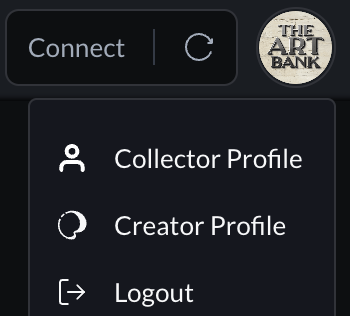 Connect
THE
ART
BANK
Collector Profile
Creator Profile
Logout